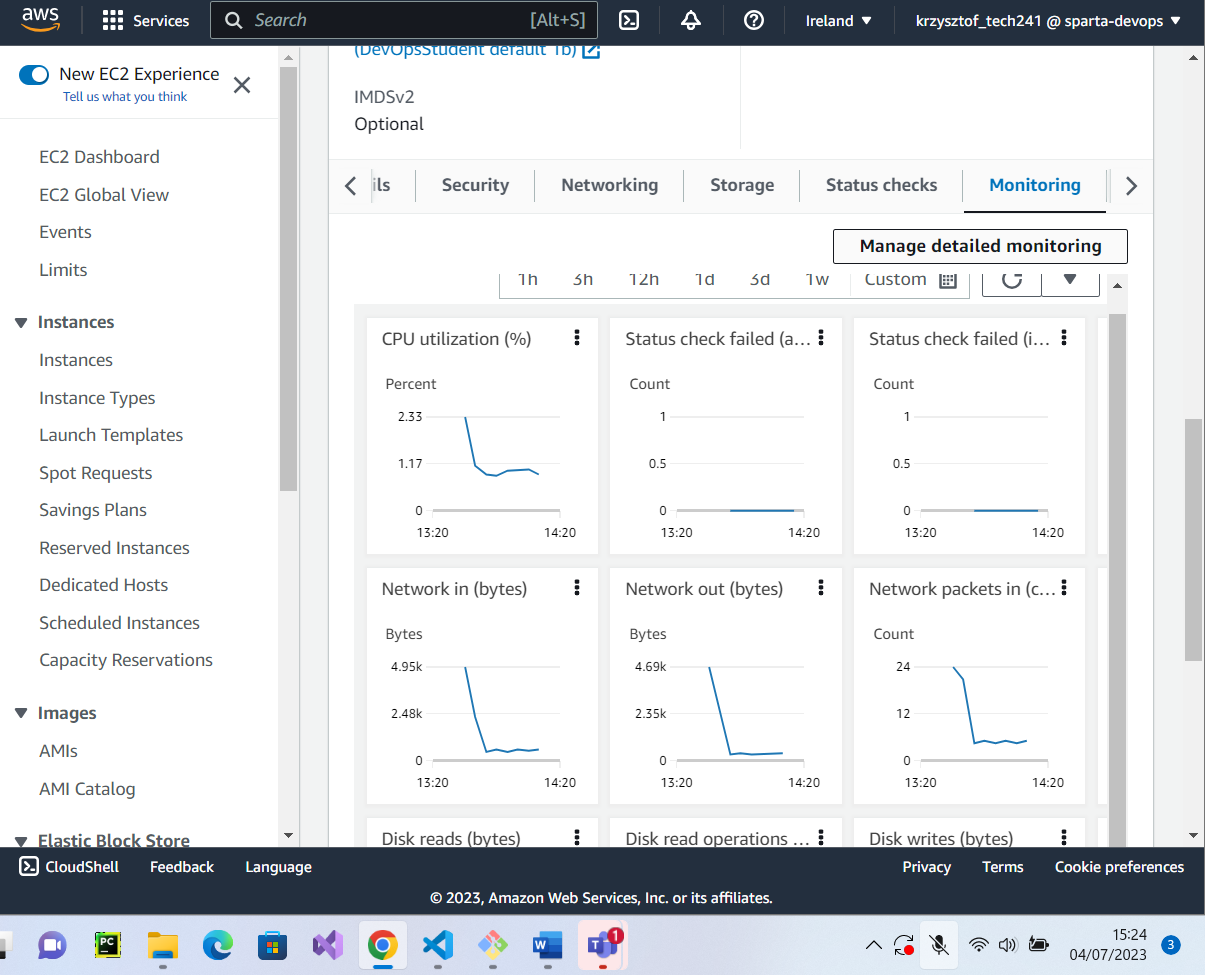 aws
Services
Search
[Alt+S]
Ireland
krzysztof_tech241 @ sparta-devops
New EC2 Experience
Tell us what you think
EC2 Dashboard
EC2 Global View
Events
Limits
Instances
Instances
Instance Types
Launch Templates
Spot Requests
Savings Plans
Reserved Instances
Dedicated Hosts
Scheduled Instances
Capacity Reservations
Images
AMIs
AMI Catalog
Elastic Block Store
(DevOpsStudent default 1b)
IMDSv2
Optional
ils
Security
Networking
Storage
Status checks
Monitoring
Manage detailed monitoring
1h
3h
12h
1d
3d
1w
Custom
CPU utilization (%)
Percent
2.33
1.17
0
13:20
14:20
Status check failed (a...
Count
1
0.5
0
13:20
14:20
Status check failed (i...
Count
1
0.5
0
13:20
14:20
Network in (bytes)
Bytes
4.95k
2.48k
0
13:20
14:20
Network out (bytes)
Bytes
4.69k
2.35k
0
13:20
14:20
Network packets in (c...
Count
24
12
0
13:20
14:20
Disk reads (bytes)
Disk read operations ...
Disk writes (bytes)
CloudShell
Feedback
Language
Privacy
Terms
Cookie preferences
© 2023, Amazon Web Services, Inc. or its affiliates.
PC
W
T
1
15:24
04/07/2023
3